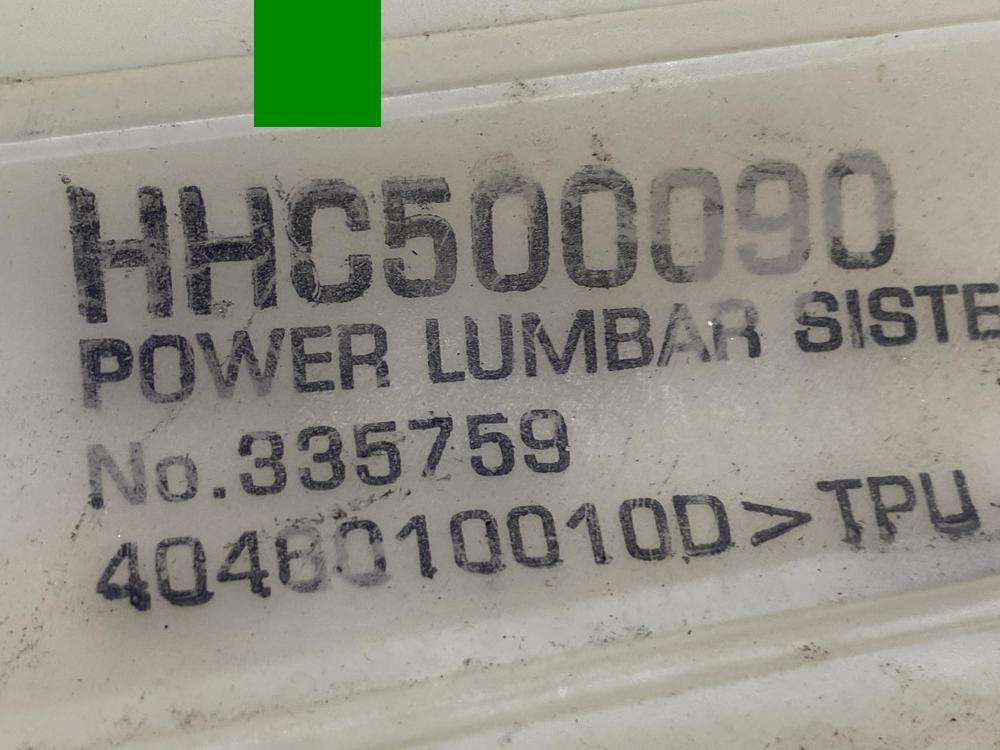 HHC500090
POWER LUMBAR SISTE
No.335759
4046010010D>TPU